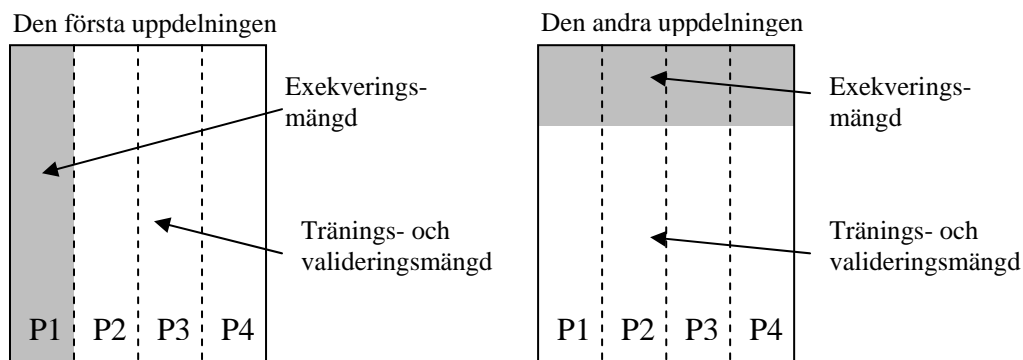 Den första uppdelningen
Exekverings-
mängd
Tränings- och
valideringsmängd
P1 P2 P3 P4
Den andra uppdelningen
Exekverings-
mängd
Tränings- och
valideringsmängd
P1 P2 P3 P4